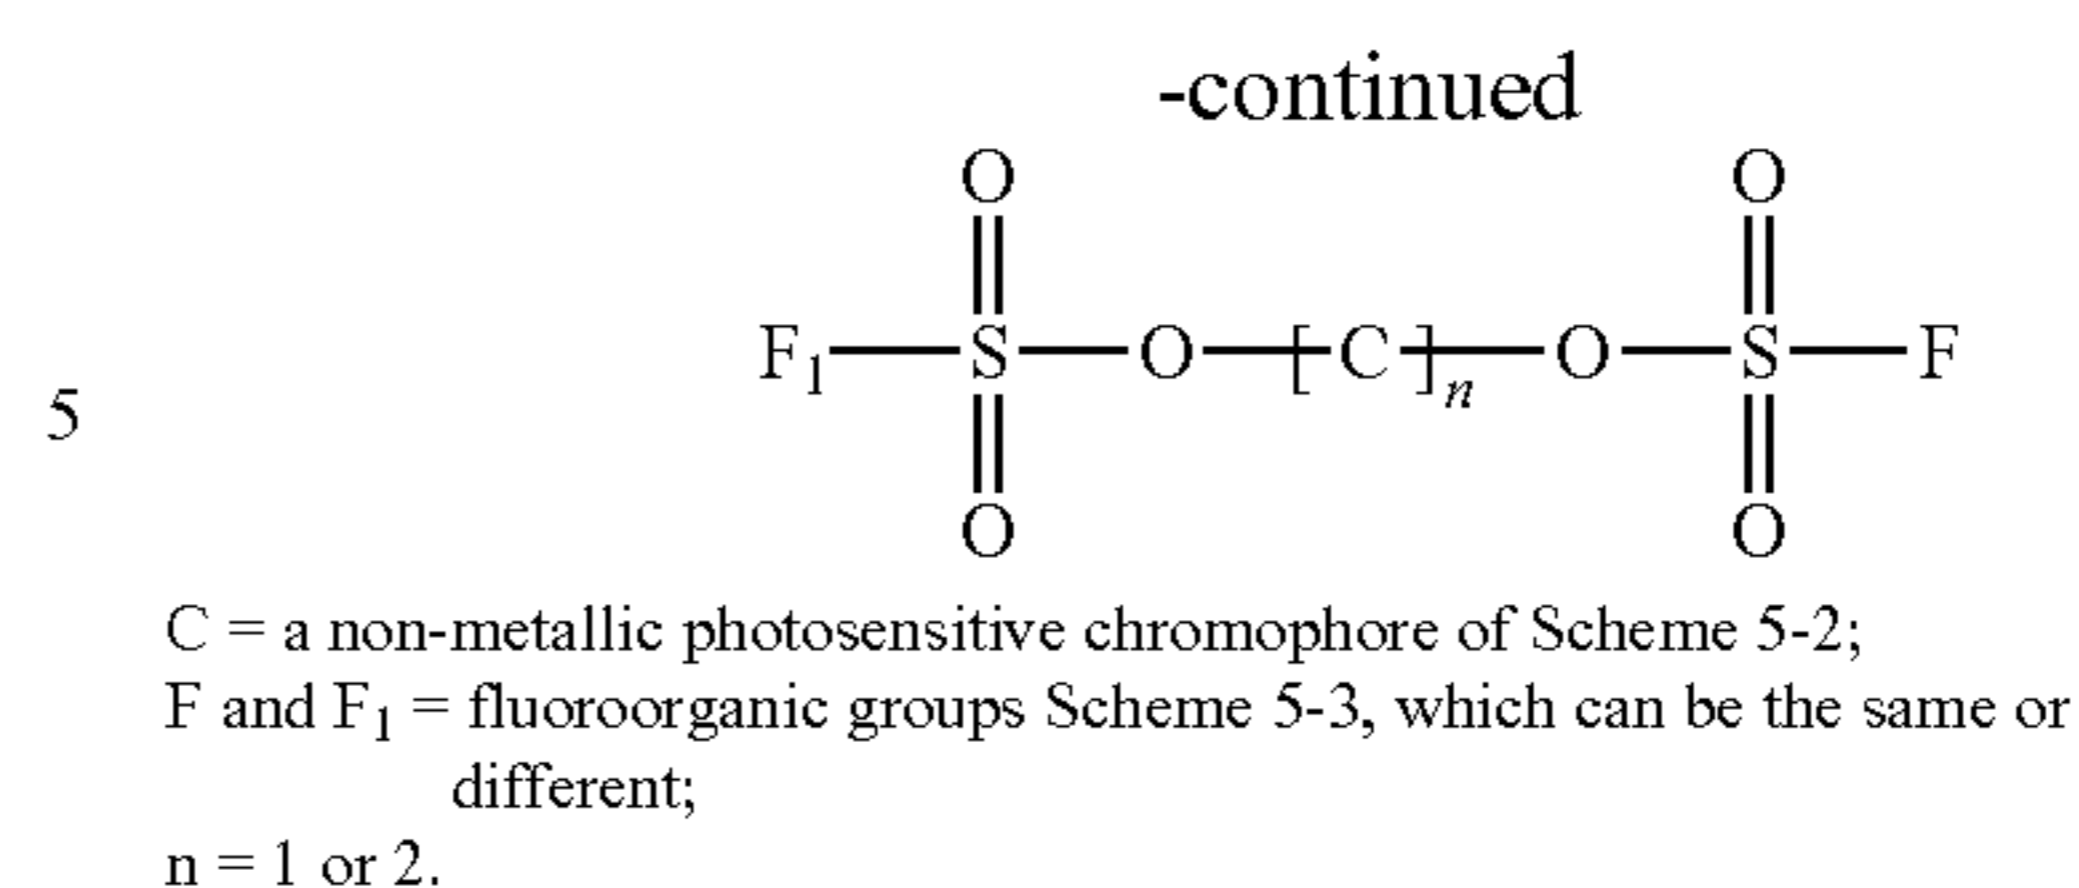 -continued
O O
F1 S O [C]n O S F
5
O O
C = a non-metallic photosensitive chromophore of Scheme 5-2;
F and F1 = fluoroorganic groups Scheme 5-3, which can be the same or
different;
n = 1 or 2.